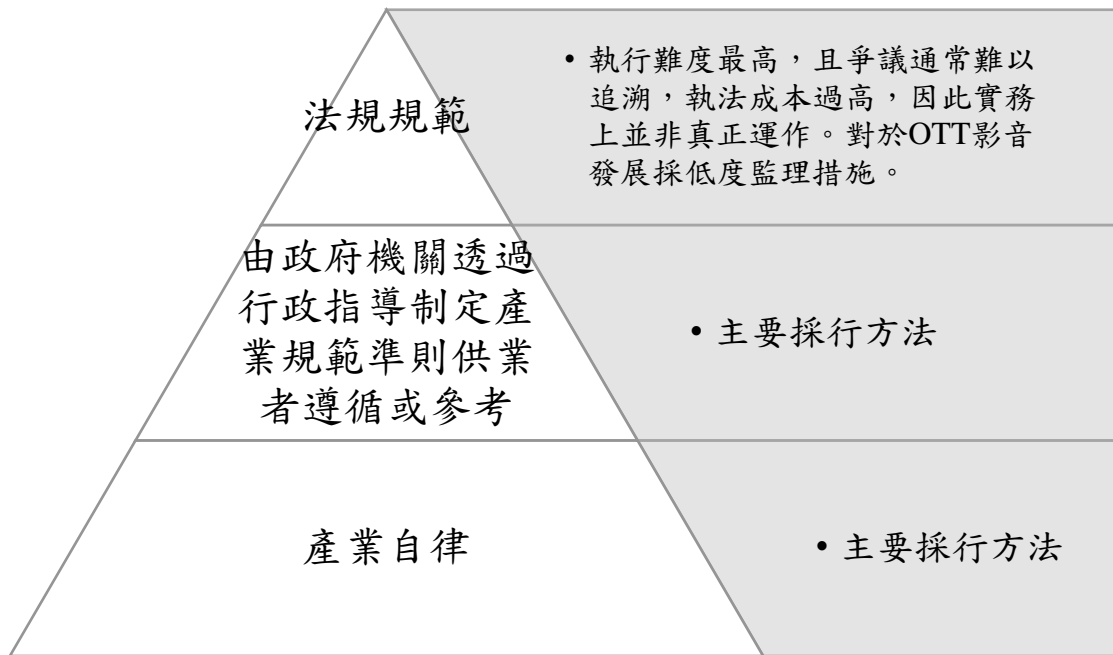 法規規範
• 執行難度最高，且爭議通常難以
追溯，執法成本過高，因此實務
上並非真正運作。對於OTT影音
發展採低度監理措施。
由政府機關透過
行政指導制定產
業規範準則供業
者遵循或參考
• 主要採行方法
產業自律
• 主要採行方法